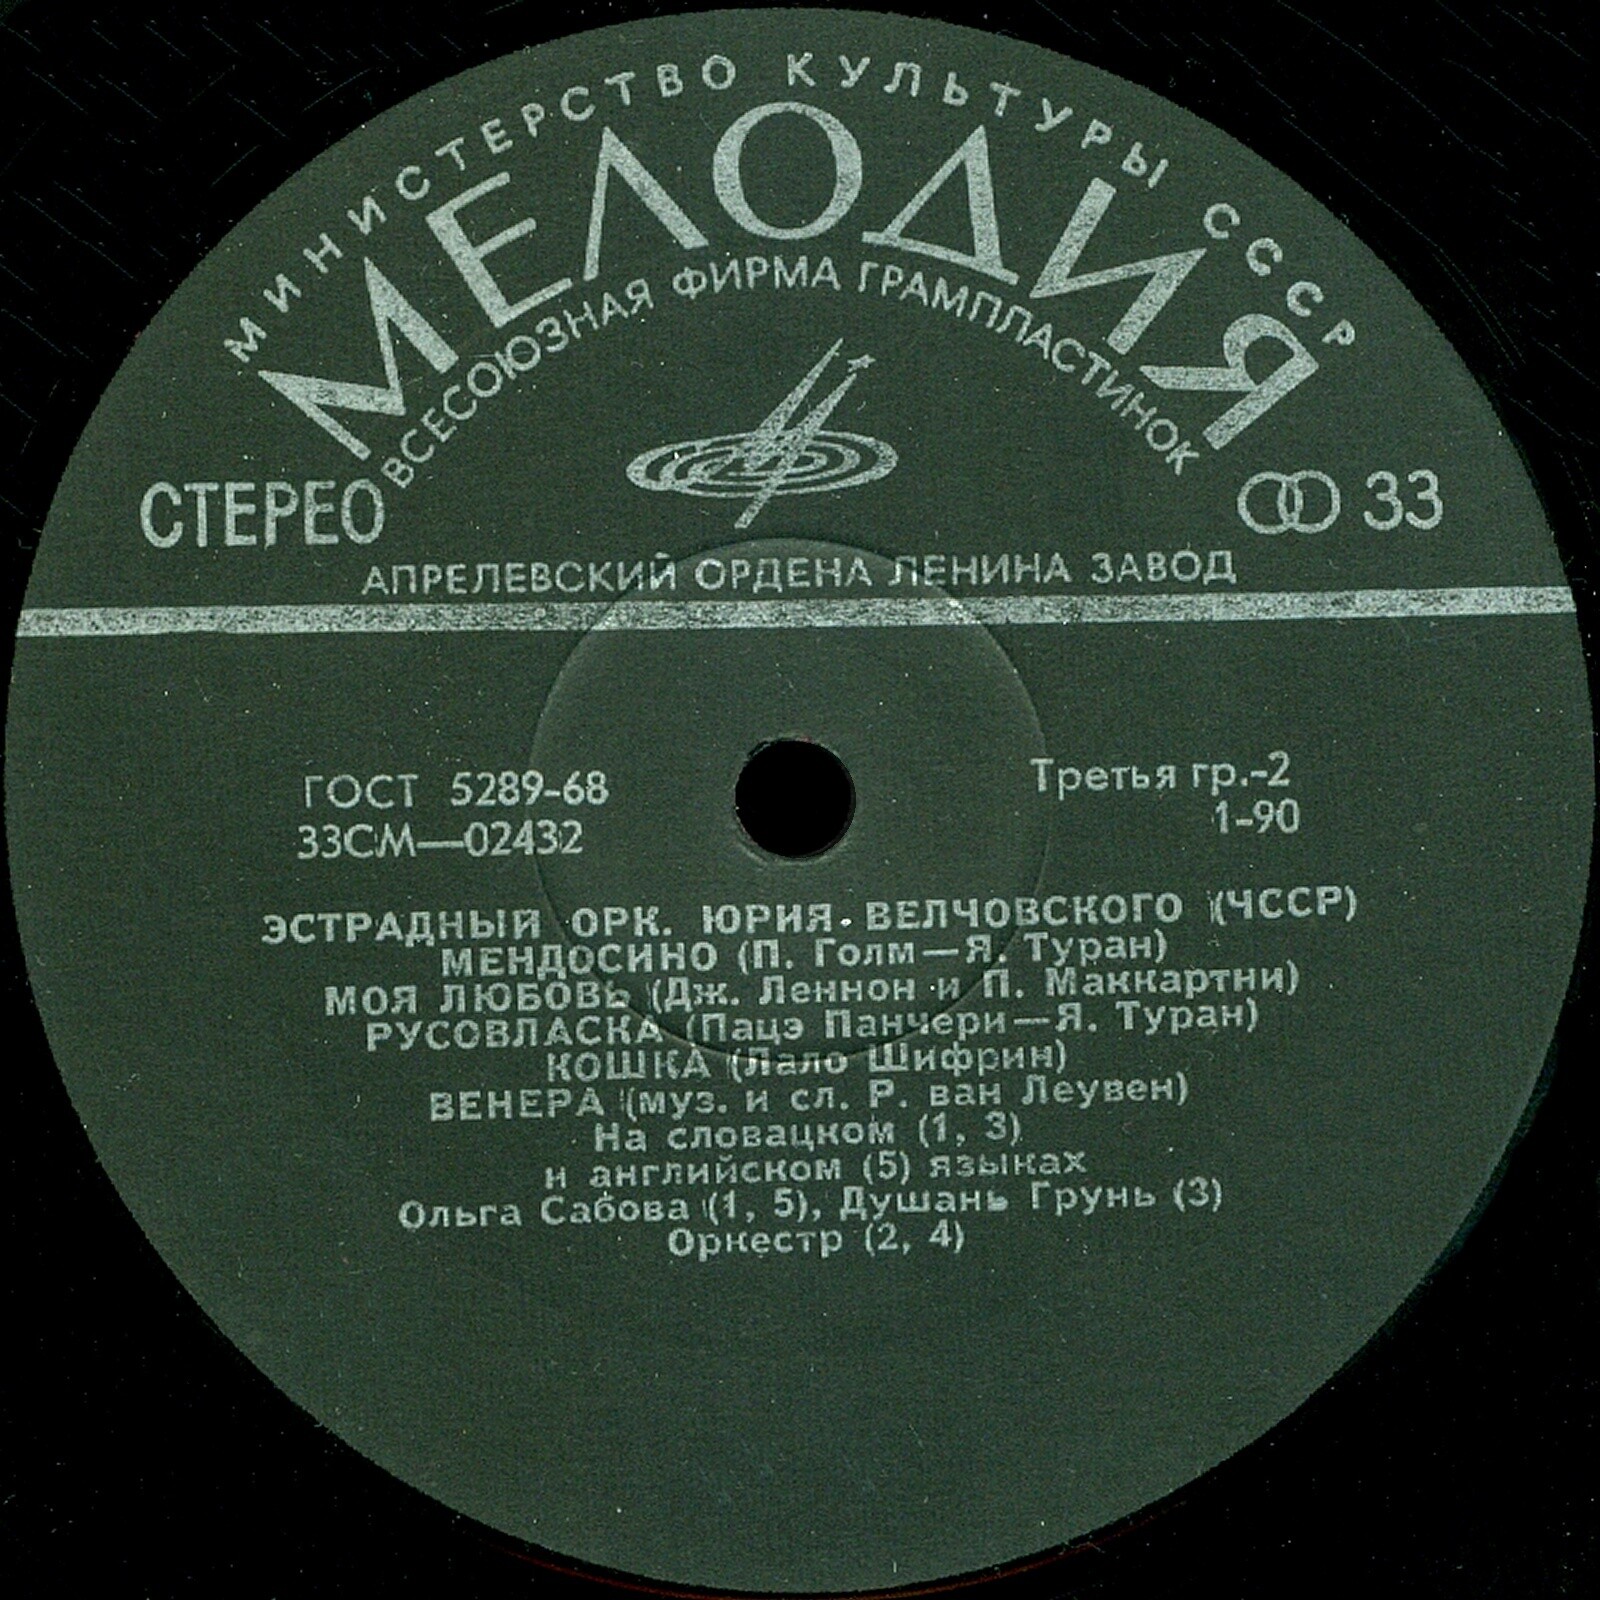 МИНИСТЕРСТВО КУЛЬТУРЫ СССР
МЕЛОДИЯ
ВСЕСОЮЗНАЯ ФИРМА ГРАМПЛАСТИНОК
СТЕРЕО
33
АПРЕЛЕВСКИЙ ОРДЕНА ЛЕНИНА ЗАВОД
ГОСТ 5289-68
Третья гр.-2
33СМ—02432
1-90
ЭСТРАДНЫЙ ОРК. ЮРИЯ ВЕЛЧОВСКОГО (ЧССР)
МЕНДОСИНО (П. Голм—Я. Туран)
МОЯ ЛЮБОВЬ (Дж. Леннон и П. Маккартни)
РУСОВЛАСКА (Пацэ Панчери—Я. Туран)
КОШКА (Лало Шифрин)
ВЕНЕРА (муз. и сл. Р. ван Леувен)
На словацком (1, 3)
и английском (5) языках
Ольга Сабова (1, 5), Душань Грунь (3)
Оркестр (2, 4)